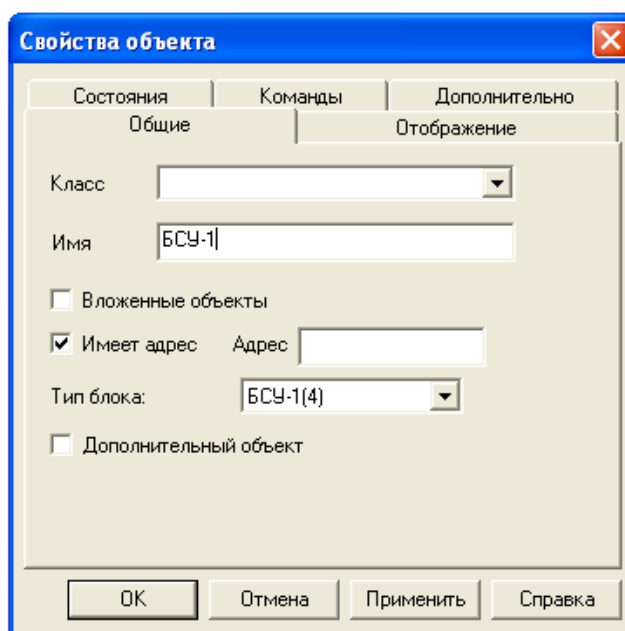 Свойства объекта
Состояния Команды Дополнительно
Общие Отображение
Класс
Имя БСУ-1
Вложенные объекты
Имеет адрес Адрес
Тип блока: БСУ-1(4)
Дополнительный объект
OK Отмена Применить Справка